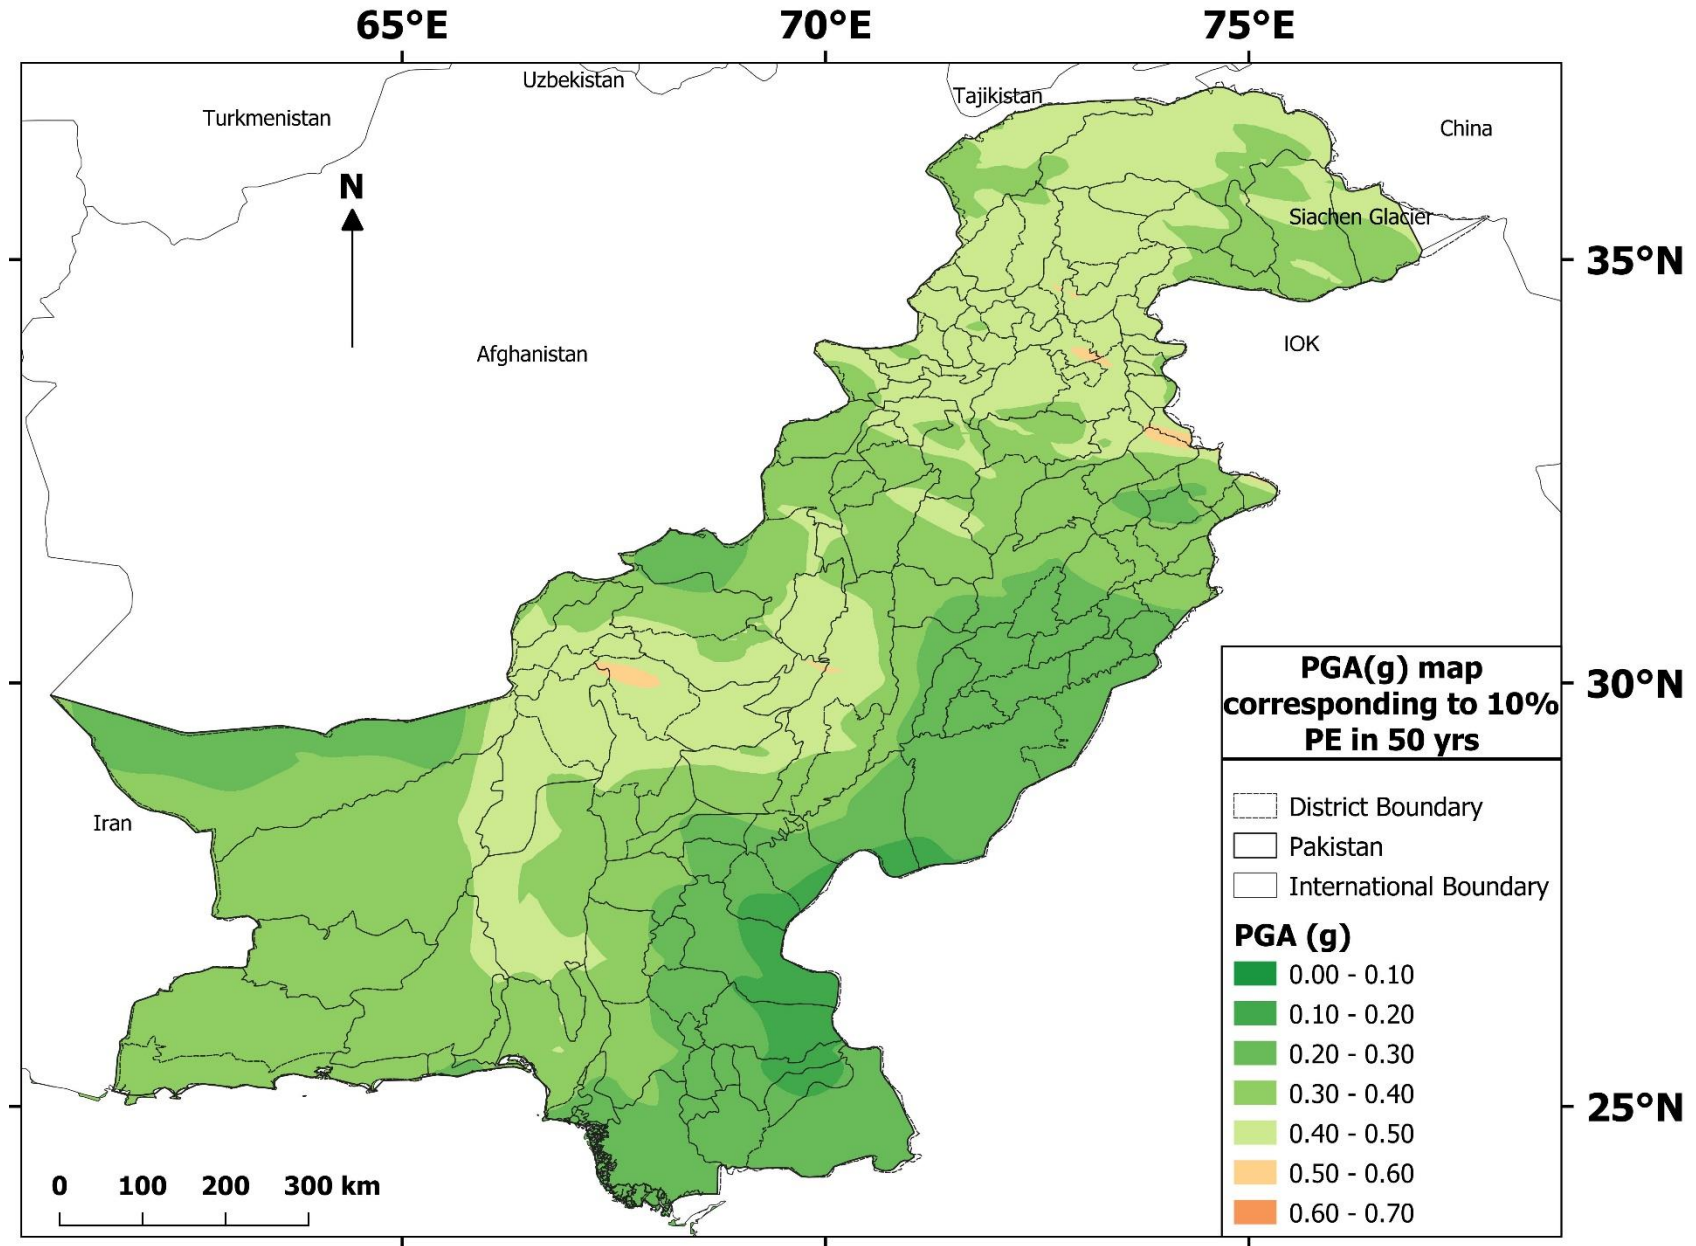 65°E
70°E
75°E
Uzbekistan
Tajikistan
Turkmenistan
China
N
Siachen Glacier
35°N
IOK
Afghanistan
PGA(g) map
corresponding to 10%
PE in 50 yrs
30°N
Iran
District Boundary
Pakistan
International Boundary
PGA (g)
0.00 - 0.10
0.10 - 0.20
0.20 - 0.30
0.30 - 0.40
25°N
0.40 - 0.50
0.50 - 0.60
0.60 - 0.70
0 100 200 300 km